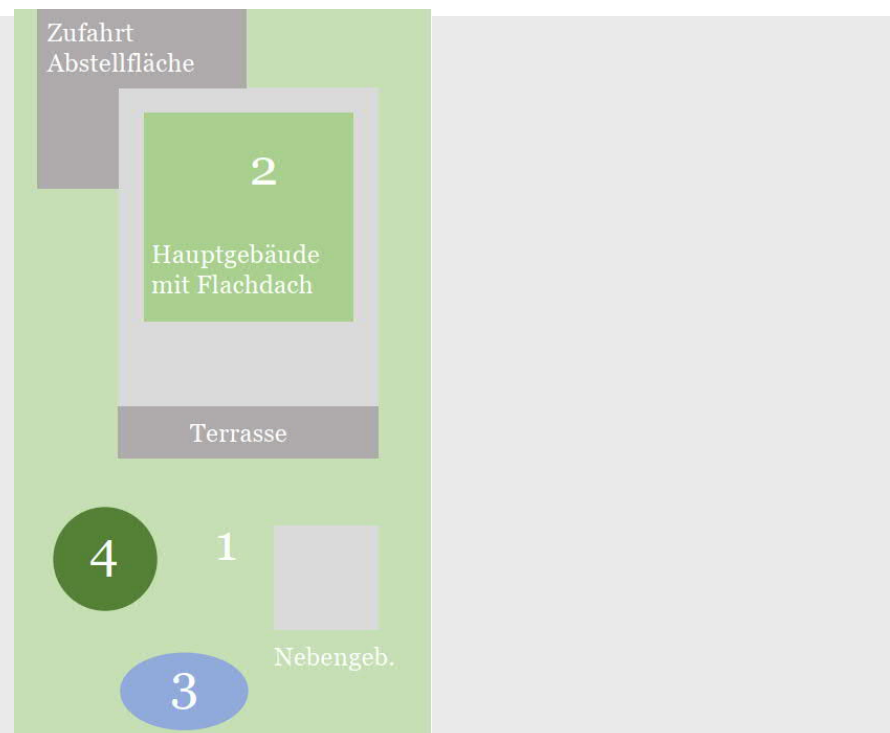 Zufahrt
Abstellfläche
2
Hauptgebäude
mit Flachdach
Terrasse
4
1
Nebengeb.
3